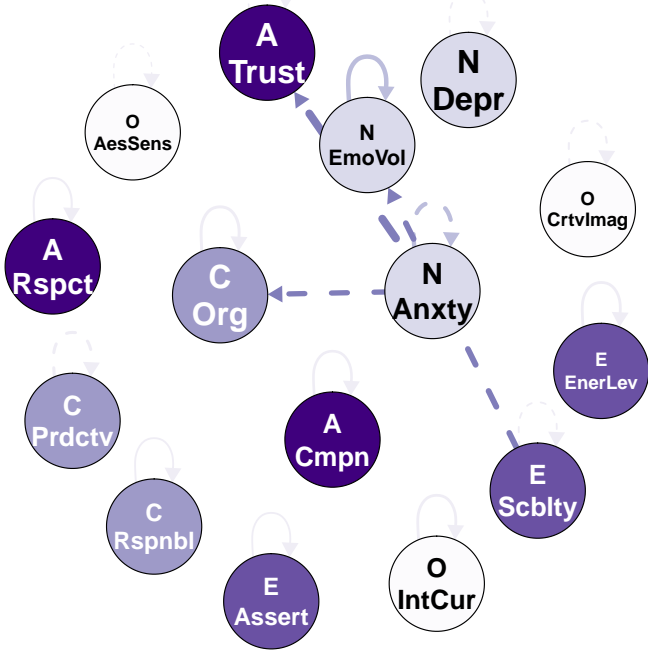 A
Trust
N
Depr
O
AesSens
N
EmoVol
O
CrtvImag
A
Rspct
C
Org
N
Anxty
E
EnerLev
C
Prdctv
A
Cmpn
E
Scblty
C
Rspnbl
E
Assert
O
IntCur